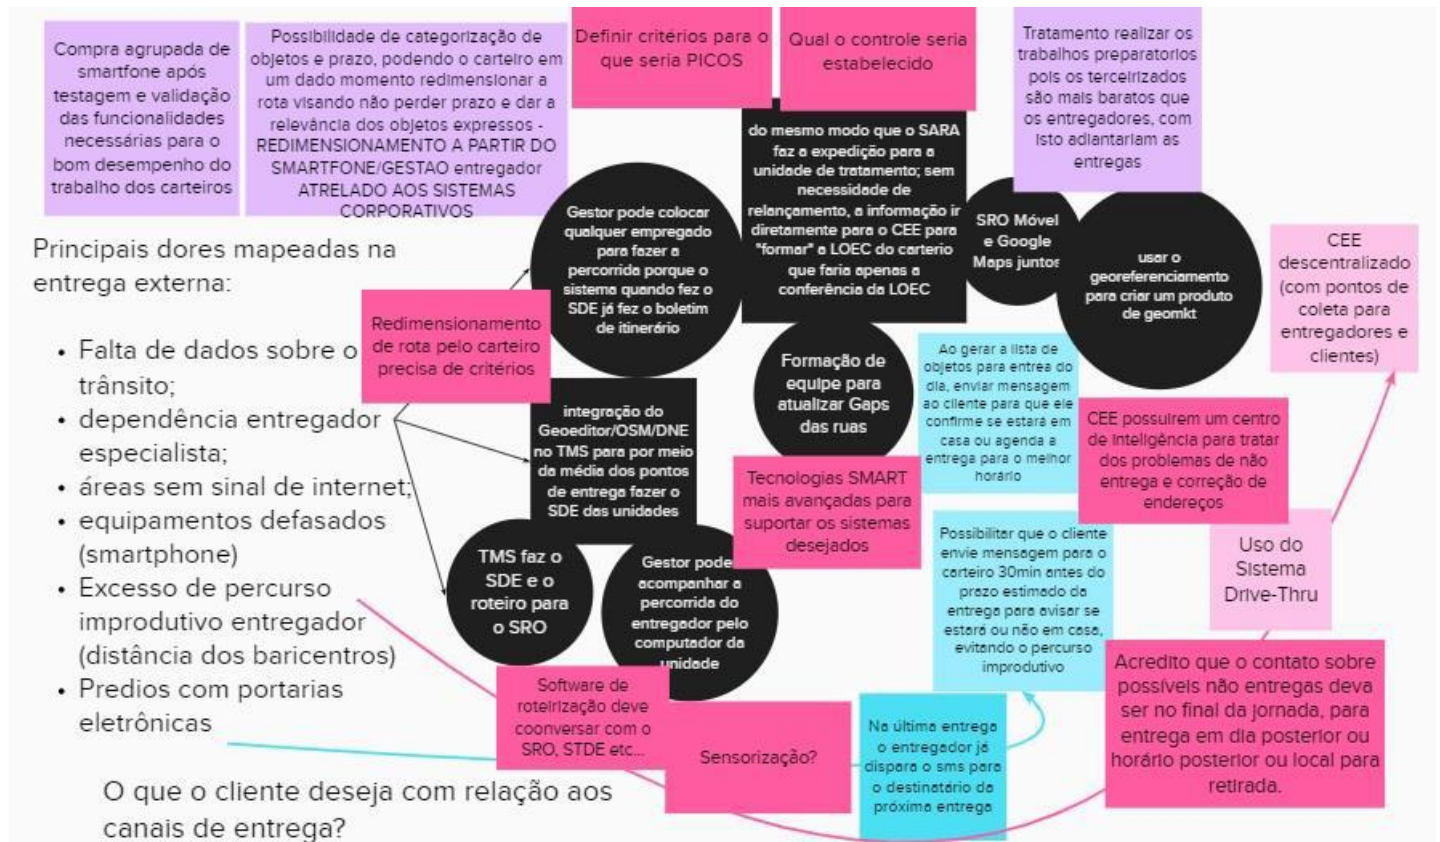 Compra agrupada de
smartfone após
testagem e validação
das funcionalidades
necessárias para o
bom desempenho do
trabalho dos carteiros
Possibilidade de categorização de
objetos e prazo, podendo o carteiro em
um dado momento redimensionar a
rota visando não perder prazo e dar a
relevância dos objetos expressos -
REDIMENSIONAMENTO A PARTIR DO
SMARTFONE/GESTAO entregador
ATRELADO AOS SISTEMAS
CORPORATIVOS
Definir critérios para o
que seria PICOS
Qual o controle seria
estabelecido
Tratamento realizar os
trabalhos preparatorios
pois os terceirizados
são mais baratos que
os entregadores, com
isto adiantariam as
entregas
do mesmo modo que o SARA
faz a expedição para a
unidade de tratamento; sem
necessidade de
relançamento, a informação ir
diretamente para o CEE para
"formar" a LOEC do carterio
que faria apenas a
conferência da LOEC
Gestor pode colocar
qualquer empregado
para fazer a
percorrida porque o
sistema quando fez o
SDE já fez o boletim
de itinerário
SRO Móvel
e Google
Maps juntos
usar o
georeferenciamento
para criar um produto
de geomkt
CEE
descentralizado
(com pontos de
coleta para
entregadores e
clientes)
Principais dores mapeadas na
entrega externa:
• Falta de dados sobre o
trânsito;
• dependência entregador
especialista;
• áreas sem sinal de internet;
• equipamentos defasados
(smartphone)
• Excesso de percurso
improdutivo entregador
(distância dos baricentros)
• Predios com portarias
eletrônicas
Redimensionamento
de rota pelo carteiro
precisa de critérios
Formação de
equipe para
atualizar Gaps
das ruas
Ao gerar a lista de
objetos para entrea do
dia, enviar mensagem
ao cliente para que ele
confirme se estará em
casa ou agenda a
entrega para o melhor
horário
integração do
Geoeditor/OSM/DNE
no TMS para por meio
da média dos pontos
de entrega fazer o
SDE das unidades
CEE possuirem um centro
de inteligência para tratar
dos problemas de não
entrega e correção de
endereços
Tecnologias SMART
mais avançadas para
suportar os sistemas
desejados
TMS faz o
SDE e o
roteiro para
o SRO
Gestor poder
acompanhar a
percorrida do
entregador pelo
computador da
unidade
Possibilitar que o cliente
envie mensagem para o
carteiro 30min antes do
prazo estimado da
entrega para avisar se
estará ou não em casa,
evitando o percurso
improdutivo
Uso do
Sistema
Drive-Thru
Software de
roteirização deve
coonversar com o
SRO, STDE etc...
Sensorização?
Na última entrega
o entregador já
dispara o sms para
o destinatário da
próxima entrega
Acredito que o contato sobre
possíveis não entregas deva
ser no final da jornada, para
entrega em dia posterior ou
horário posterior ou local para
retirada.
O que o cliente deseja com relação aos
canais de entrega?